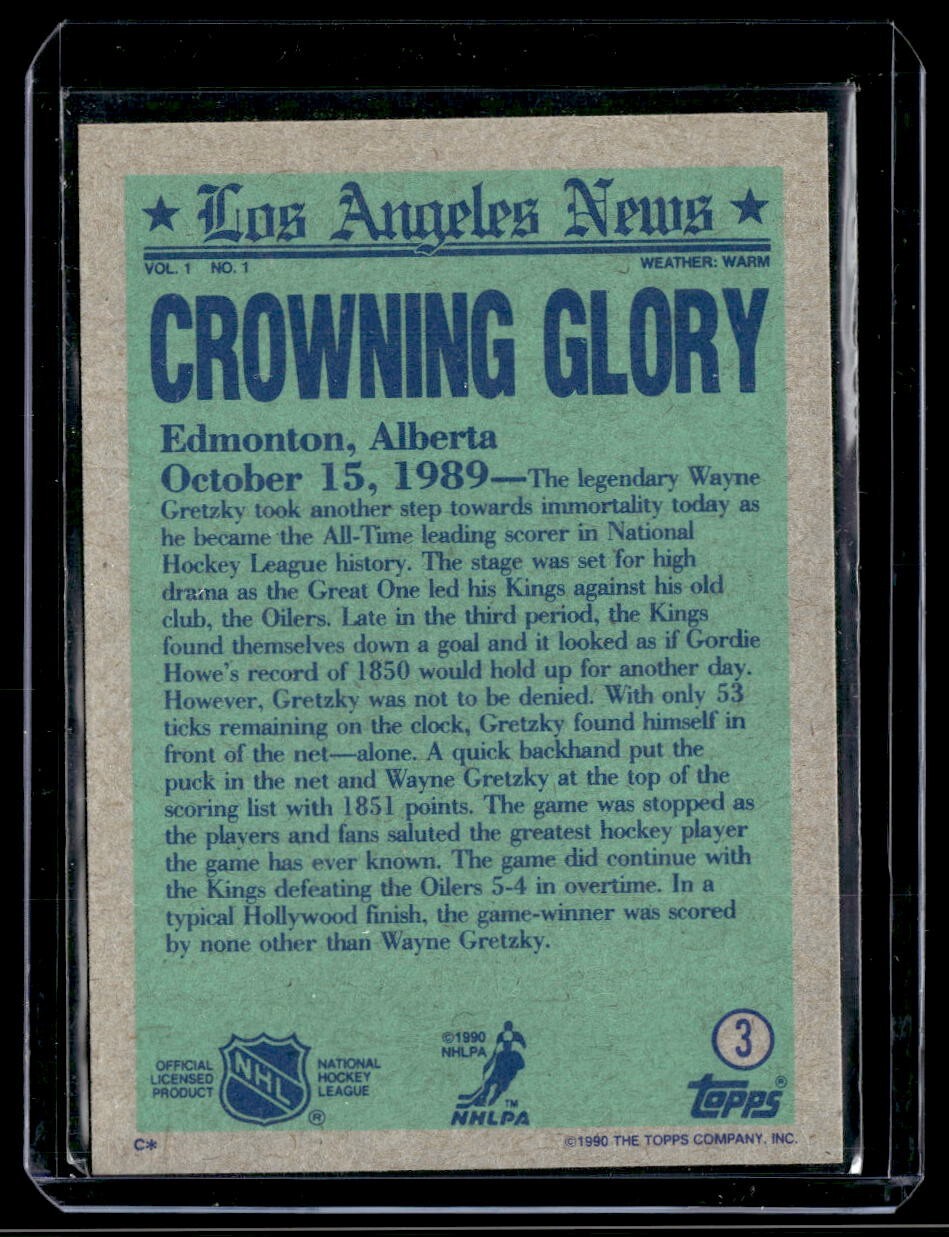 ★ Los Angeles News ★
VOL. 1 NO. 1 WEATHER: WARM
CROWNING GLORY
Edmonton, Alberta
October 15, 1989—The legendary Wayne
Gretzky took another step towards immortality today as
he became the All-Time leading scorer in National
Hockey League history. The stage was set for high
drama as the Great One led his Kings against his old
club, the Oilers. Late in the third period, the Kings
found themselves down a goal and it looked as if Gordie
Howe's record of 1850 would hold up for another day.
However, Gretzky was not to be denied. With only 53
ticks remaining on the clock, Gretzky found himself in
front of the net—alone. A quick backhand put the
puck in the net and Wayne Gretzky at the top of the
scoring list with 1851 points. The game was stopped as
the players and fans saluted the greatest hockey player
the game has ever known. The game did continue with
the Kings defeating the Oilers 5-4 in overtime. In a
typical Hollywood finish, the game-winner was scored
by none other than Wayne Gretzky.
OFFICIAL
LICENSED
PRODUCT
NHL
®
NATIONAL
HOCKEY
LEAGUE
©1990
NHLPA
™
NHLPA
3
topps®
C*
©1990 THE TOPPS COMPANY, INC.